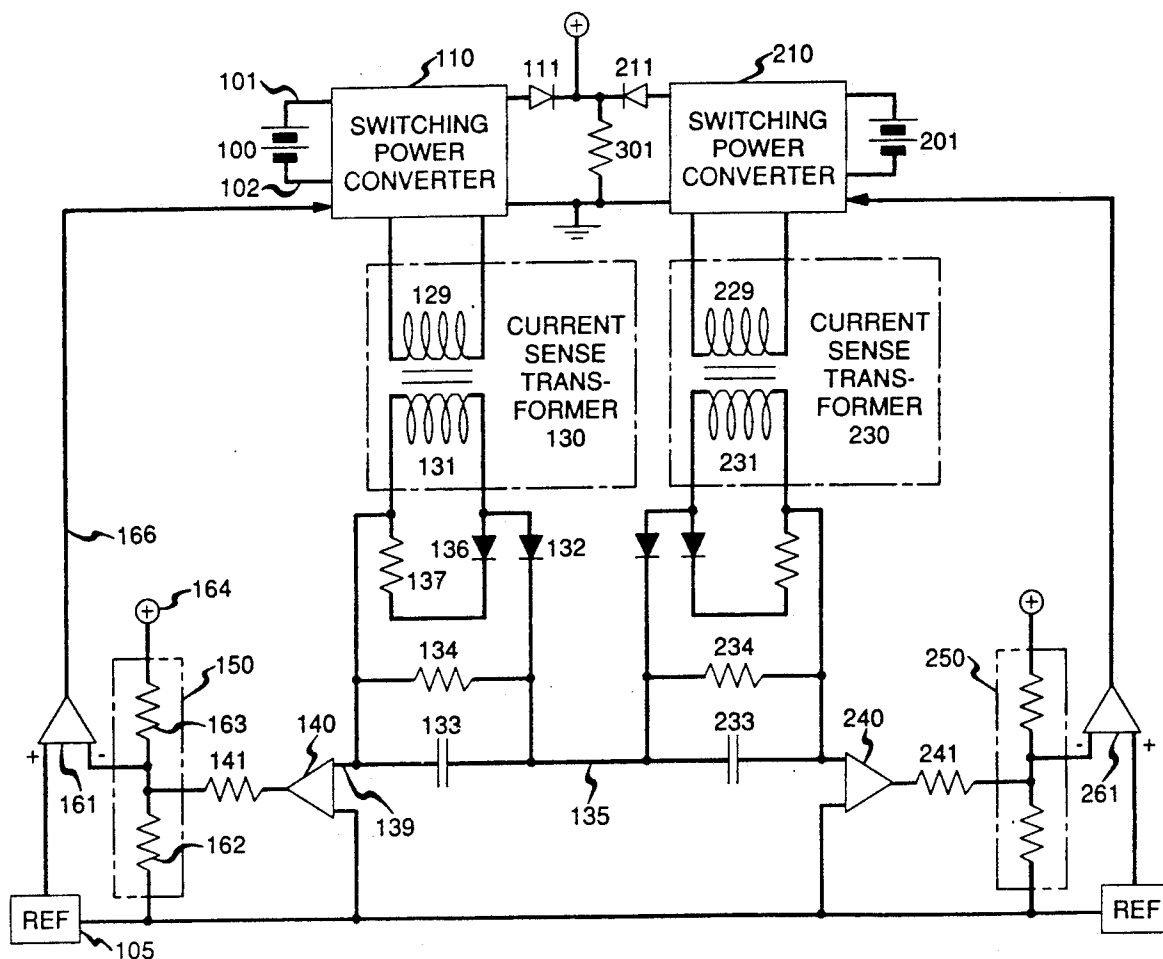 110
111
211
210
101
100
102
SWITCHING
POWER
CONVERTER
301
SWITCHING
POWER
CONVERTER
201
129
CURRENT
SENSE
TRANS-
FORMER
130
131
229
CURRENT
SENSE
TRANS-
FORMER
230
231
166
136
132
137
164
134
234
150
250
163
140
133
233
240
+
-
141
241
-
+
161
139
135
261
162
REF
105
REF